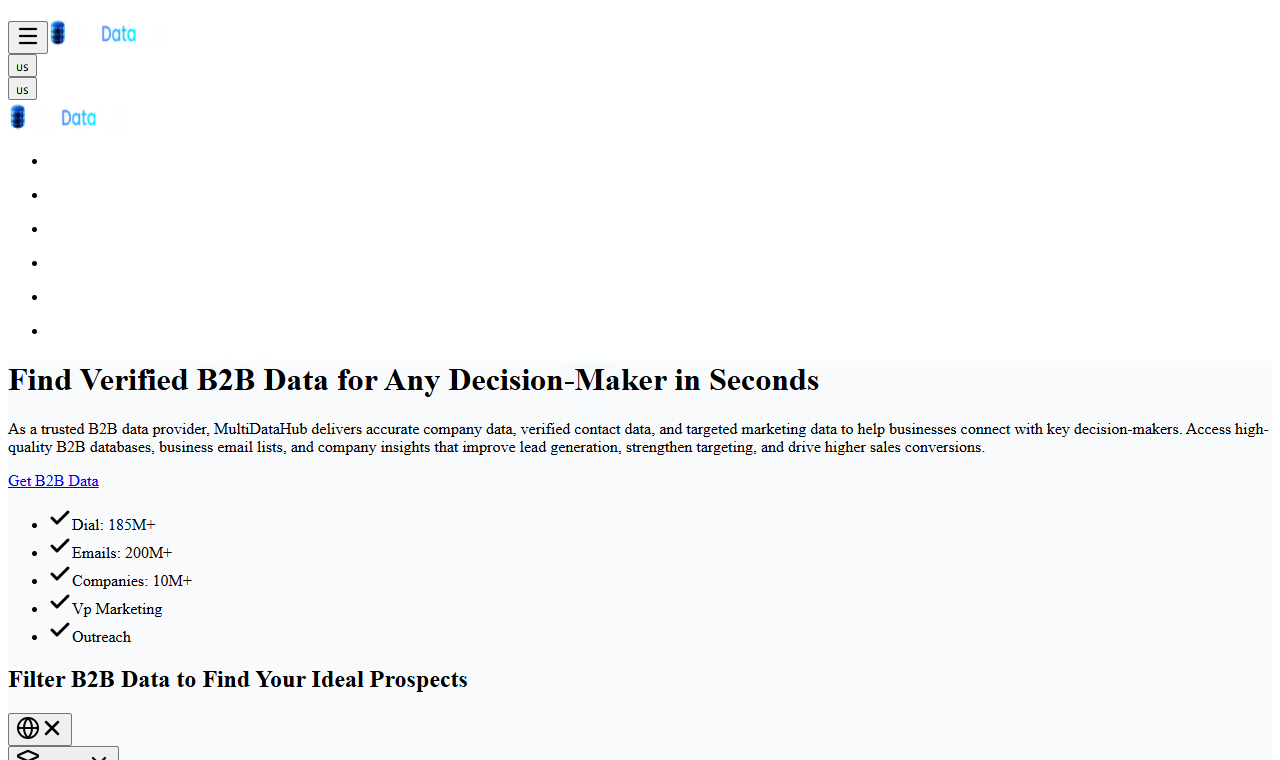 Data
us
us
Data
Find Verified B2B Data for Any Decision-Maker in Seconds
As a trusted B2B data provider, MultiDataHub delivers accurate company data, verified contact data, and targeted marketing data to help businesses connect with key decision-makers. Access high-
quality B2B databases, business email lists, and company insights that improve lead generation, strengthen targeting, and drive higher sales conversions.
Get B2B Data
Dial: 185M+
Emails: 200M+
Companies: 10M+
Vp Marketing
Outreach
Filter B2B Data to Find Your Ideal Prospects